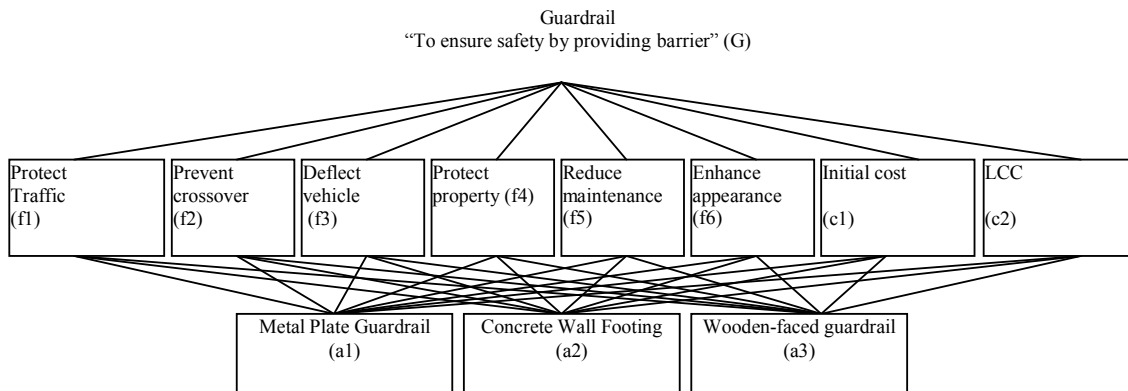 Guardrail
“To ensure safety by providing barrier” (G)
Protect
Traffic
(f1)
Prevent
crossover
(f2)
Deflect
vehicle
(f3)
Protect
property (f4)
Reduce
maintenance
(f5)
Enhance
appearance
(f6)
Initial cost
(c1)
LCC
(c2)
Metal Plate Guardrail
(a1)
Concrete Wall Footing
(a2)
Wooden-faced guardrail
(a3)